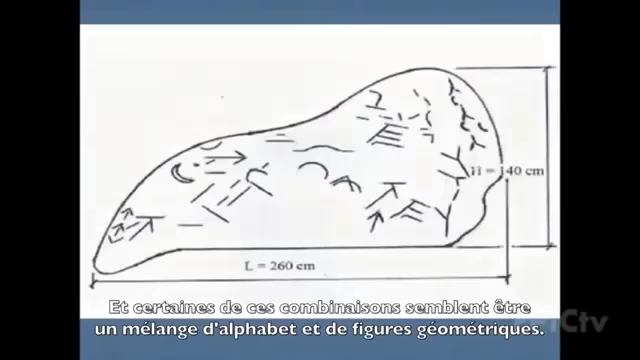 H = 140 cm
L = 260 cm
Et certaines de ces combinaisons semblent être
un mélange d'alphabet et de figures géométriques.